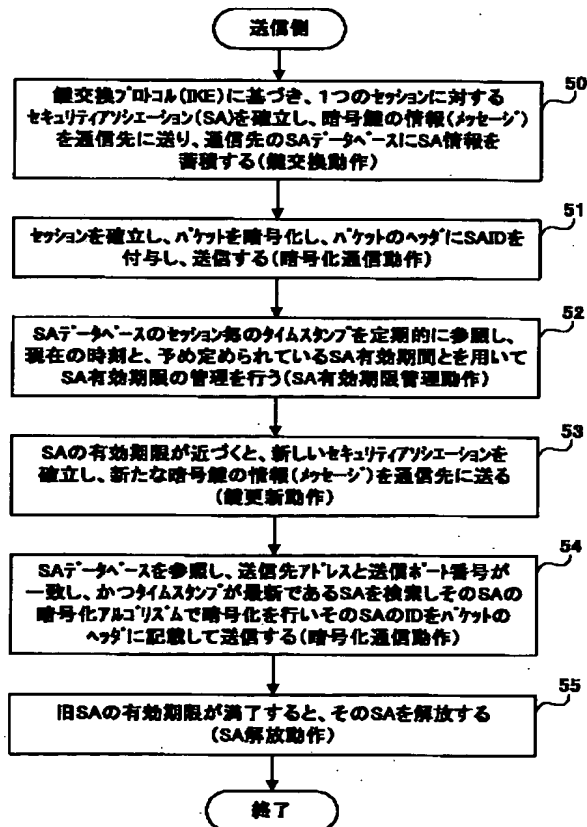 送信側
50
鍵交換プロトコル(IKE)に基づき、1つのセッションに対する
セキュリティアソシエーション(SA)を確立し、暗号鍵の情報(メッセージ)
を通信先に送り、通信先のSAデータベースにSA情報を
蓄積する(鍵交換動作)
51
セッションを確立し、パケットを暗号化し、パケットのヘッダにSAIDを
付与し、送信する(暗号化通信動作)
52
SAデータベースのセッション毎のタイムスタンプを定期的に参照し、
現在の時刻と、予め定められているSA有効期間とを用いて
SA有効期限の管理を行う(SA有効期限管理動作)
53
SAの有効期限が近づくと、新しいセキュリティアソシエーションを
確立し、新たな暗号鍵の情報(メッセージ)を通信先に送る
(鍵更新動作)
54
SAデータベースを参照し、送信先アドレスと送信ポート番号が
一致し、かつタイムスタンプが最新であるSAを検索しそのSAの
暗号化アルゴリズムで暗号化を行いそのSAのIDをパケットの
ヘッダに記載して送信する(暗号化通信動作)
55
旧SAの有効期限が満了すると、そのSAを解放する
(SA解放動作)
終了